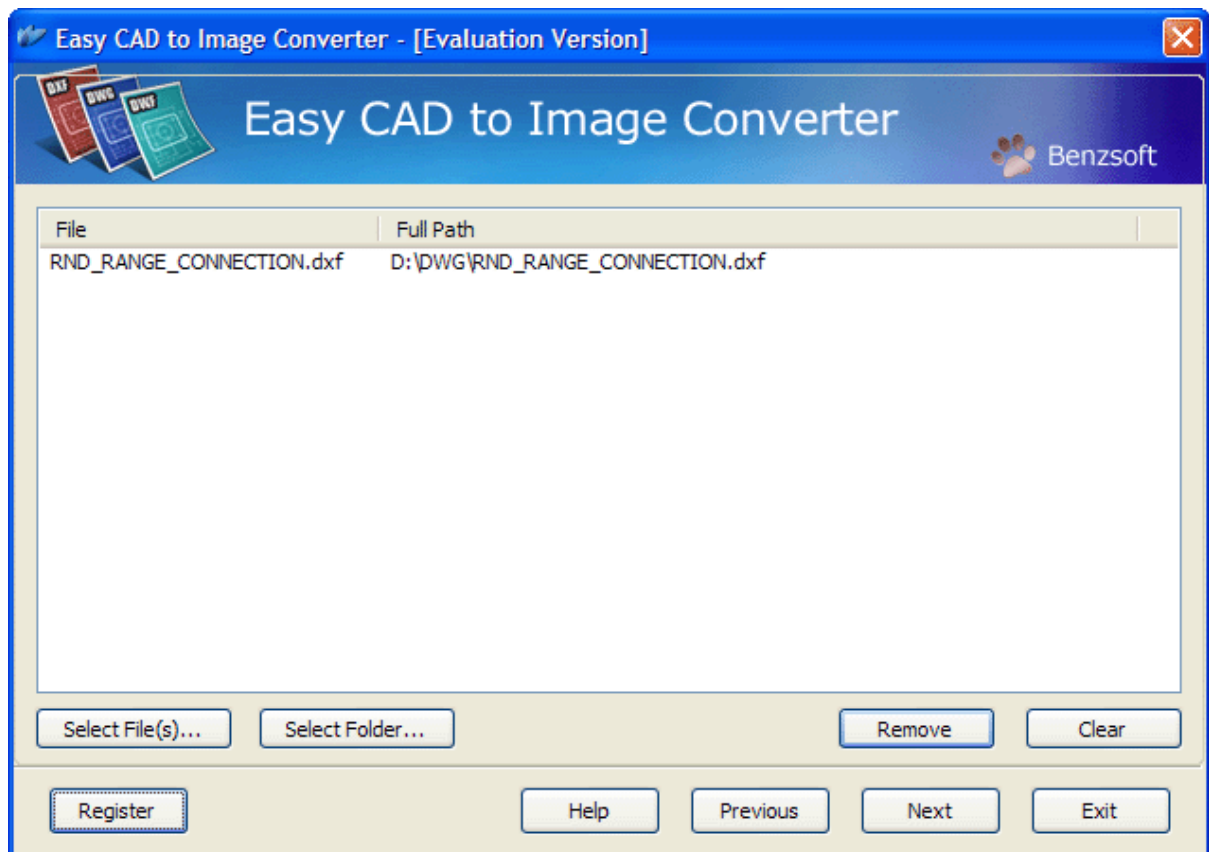 Easy CAD to Image Converter - [Evaluation Version]
DXF DWG DWF
Easy CAD to Image Converter
Benzsoft
File Full Path
RND_RANGE_CONNECTION.dxf D:\DWG\RND_RANGE_CONNECTION.dxf
Select File(s)... Select Folder... Remove Clear
Register Help Previous Next Exit